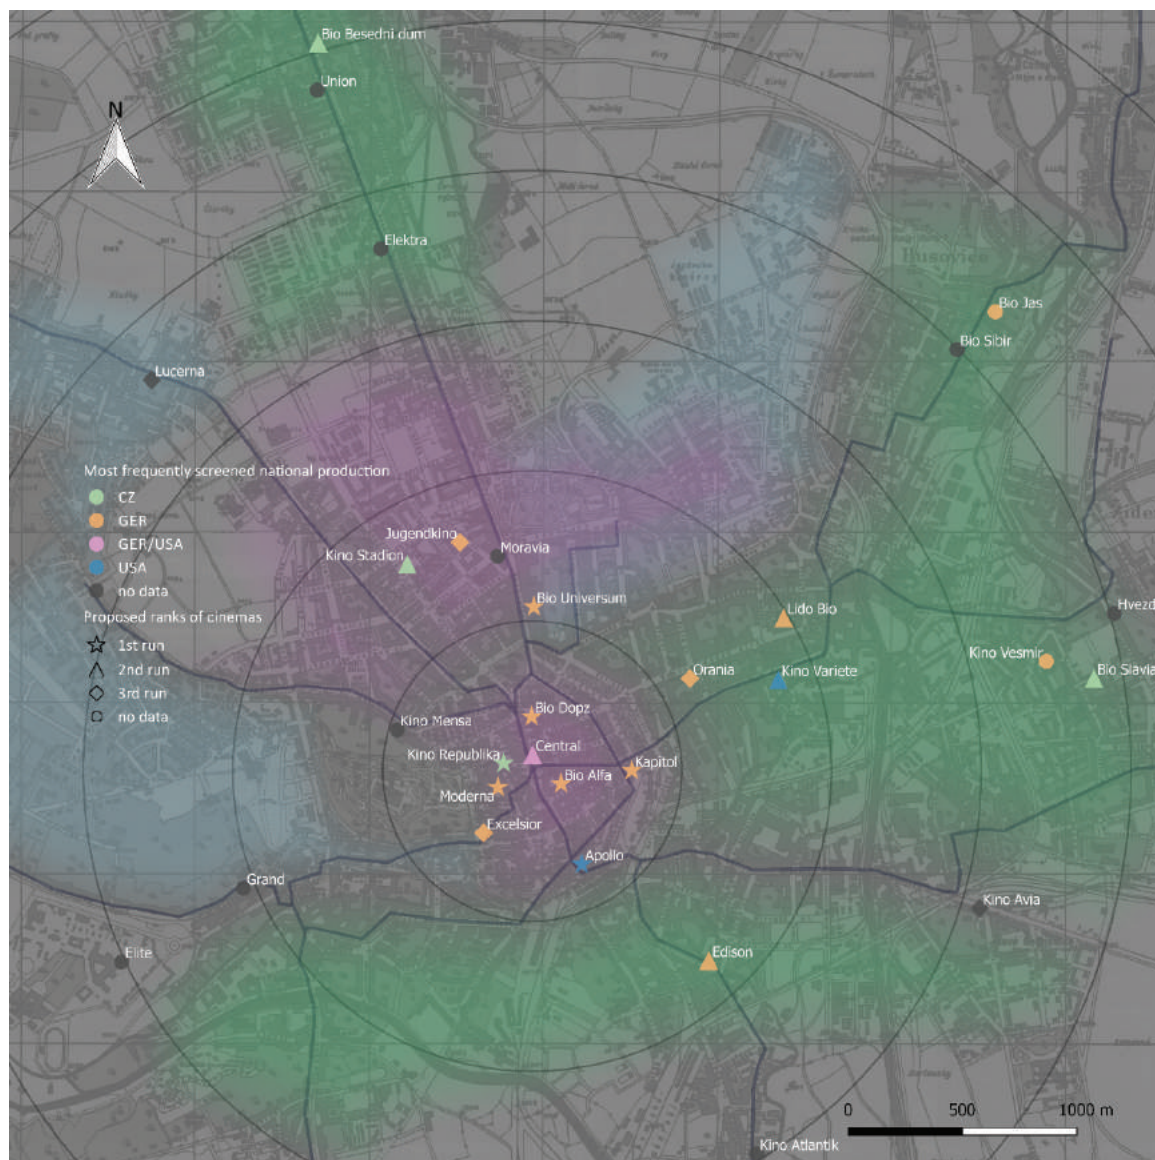 Bio Besedni dum
Union
N
Elektra
Husovice
Bio Jas
Bio Sibir
Lucerna
Most frequently screened national production
CZ
GER
GER/USA
USA
no data
Proposed ranks of cinemas
1st run
2nd run
3rd run
no data
Jugendkino
Kino Stadion
Moravia
Bio Universum
Lido Bio
Hvezd
Kino Vesmir
Bio Slavia
Orania
Kino Variete
Bio Dopz
Kino Mensa
Central
Kino Republika
Kapitol
Bio Alfa
Moderna
Excelsior
Apollo
Grand
Kino Avia
Elite
Edison
0 500 1000 m
Kino Atlantik